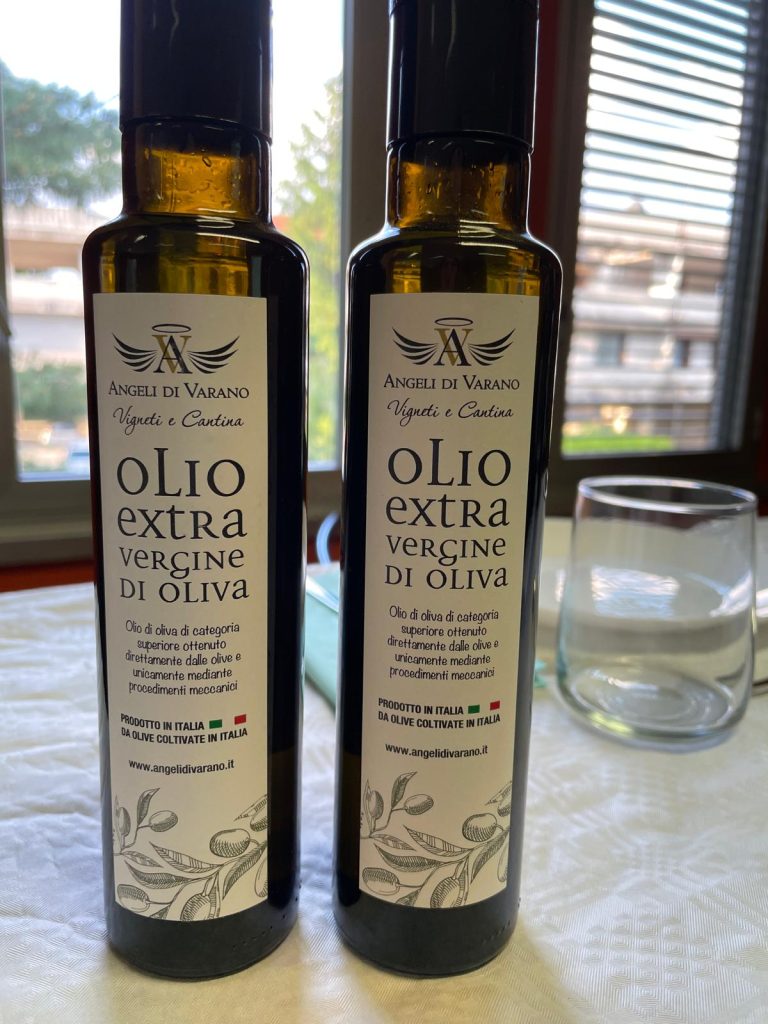 VA
ANGELI DI VARANO
Vigneti e Cantina
OLIO
EXTRA
VERGINE
DI OLIVA
Olio di oliva di categoria
superiore ottenuto
direttamente dalle olive e
unicamente mediante
procedimenti meccanici
PRODOTTO IN ITALIA
DA OLIVE COLTIVATE IN ITALIA
www.angelidivarano.it
VA
ANGELI DI VARANO
Vigneti e Cantina
OLIO
EXTRA
VERGINE
DI OLIVA
Olio di oliva di categoria
superiore ottenuto
direttamente dalle olive e
unicamente mediante
procedimenti meccanici
PRODOTTO IN ITALIA
DA OLIVE COLTIVATE IN ITALIA
www.angelidivarano.it